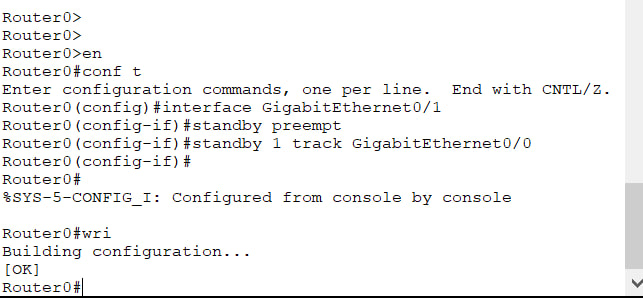 Router0>
Router0>
Router0>en
Router0#conf t
Enter configuration commands, one per line.  End with CNTL/Z.
Router0(config)#interface GigabitEthernet0/1
Router0(config-if)#standby preempt
Router0(config-if)#standby 1 track GigabitEthernet0/0
Router0(config-if)#
Router0#
%SYS-5-CONFIG_I: Configured from console by console
Router0#wri
Building configuration...
[OK]
Router0#